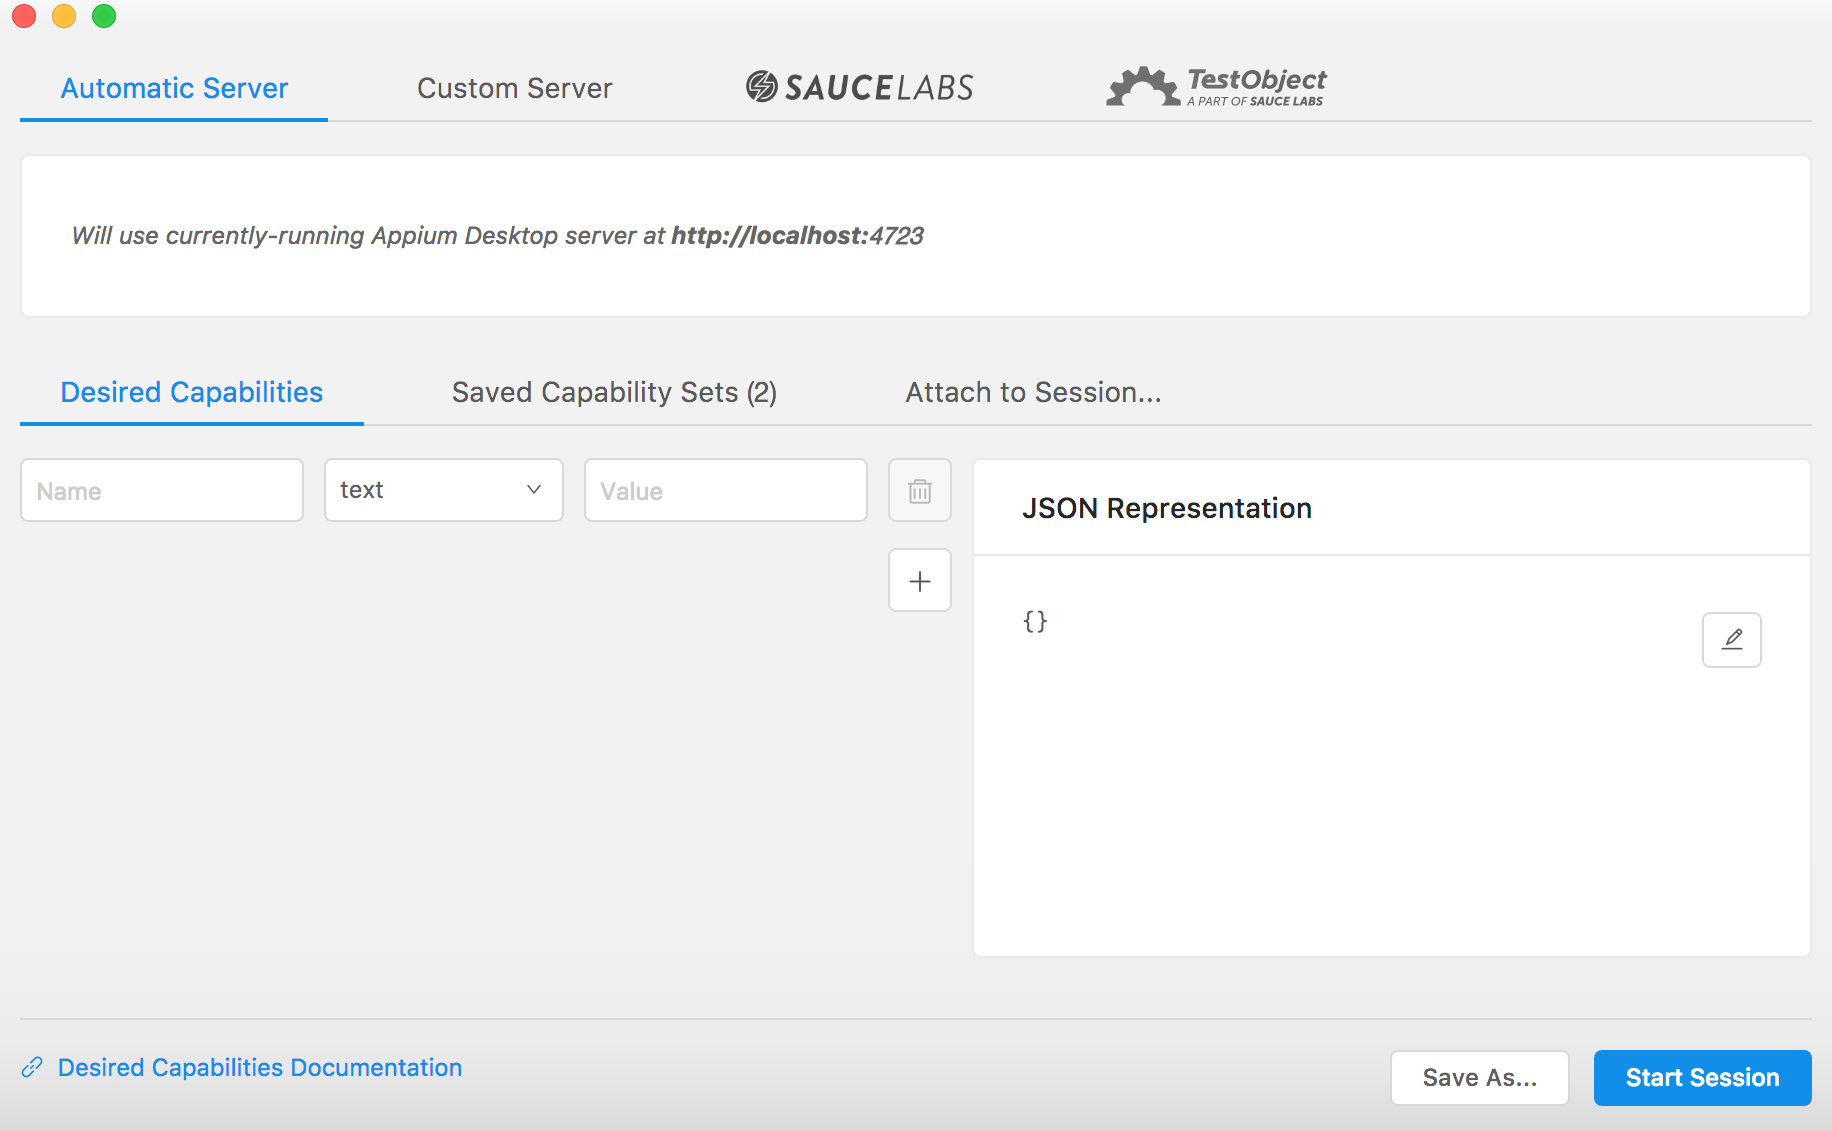 Automatic Server
Custom Server
SAUCELABS
TestObject
A PART OF SAUCE LABS
Will use currently-running Appium Desktop server at http://localhost:4723
Desired Capabilities
Saved Capability Sets (2)
Attach to Session...
Name
text
Value
JSON Representation
{}
Desired Capabilities Documentation
Save As...
Start Session